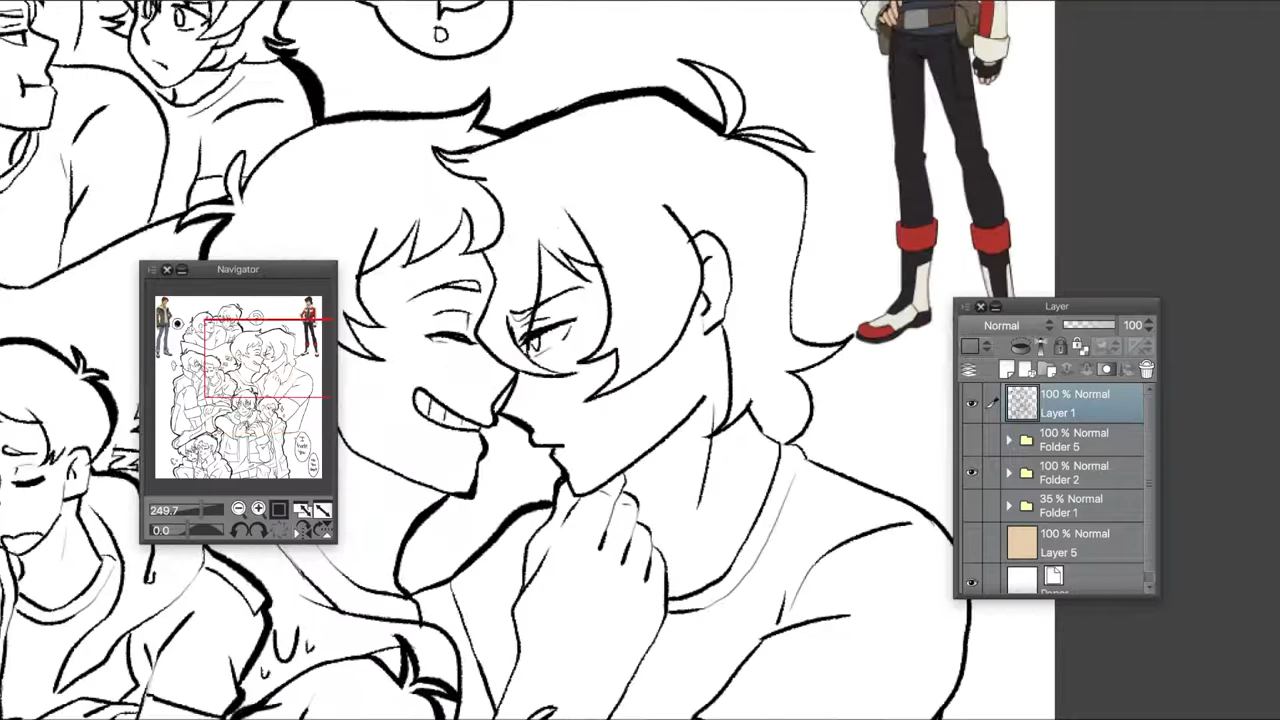 Navigator
249.7
0.0
Layer
Normal
100
100 % Normal
Layer 1
100 % Normal
Folder 5
100 % Normal
Folder 2
35 % Normal
Folder 1
100 % Normal
Layer 5